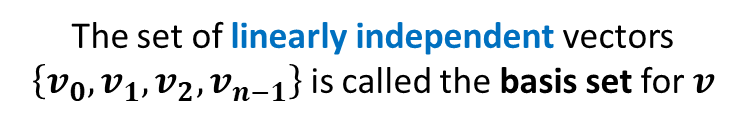 The set of linearly independent vectors
{v₀, v₁, v₂, vₙ₋₁} is called the basis set for v